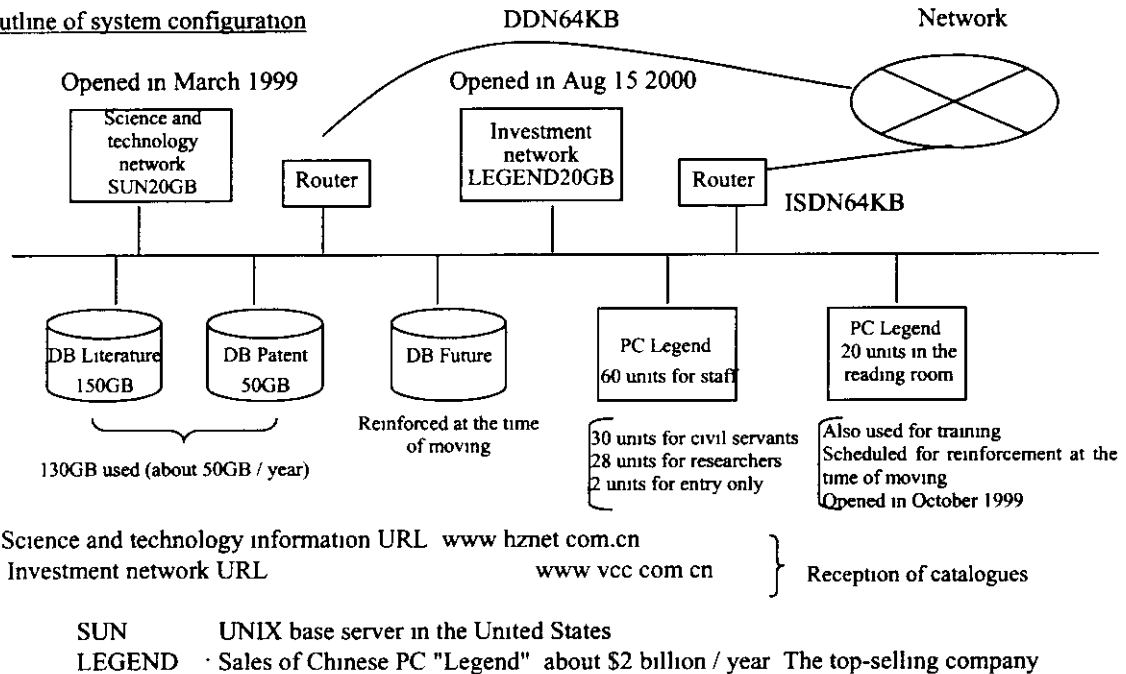 utline of system configuration
DDN64KB
Network
Opened in March 1999
Opened in Aug 15 2000
Science and
technology
network
SUN20GB
Router
Investment
network
LEGEND20GB
Router
ISDN64KB
DB Literature
150GB
DB Patent
50GB
DB Future
PC Legend
60 units for staff
PC Legend
20 units in the
reading room
130GB used (about 50GB / year)
Reinforced at the time
of moving
30 units for civil servants
28 units for researchers
2 units for entry only
Also used for training
Scheduled for reinforcement at the
time of moving
Opened in October 1999
Science and technology information URL www hznet com.cn
Investment network URL www vcc com cn
Reception of catalogues
SUN UNIX base server in the United States
LEGEND · Sales of Chinese PC "Legend" about $2 billion / year The top-selling company